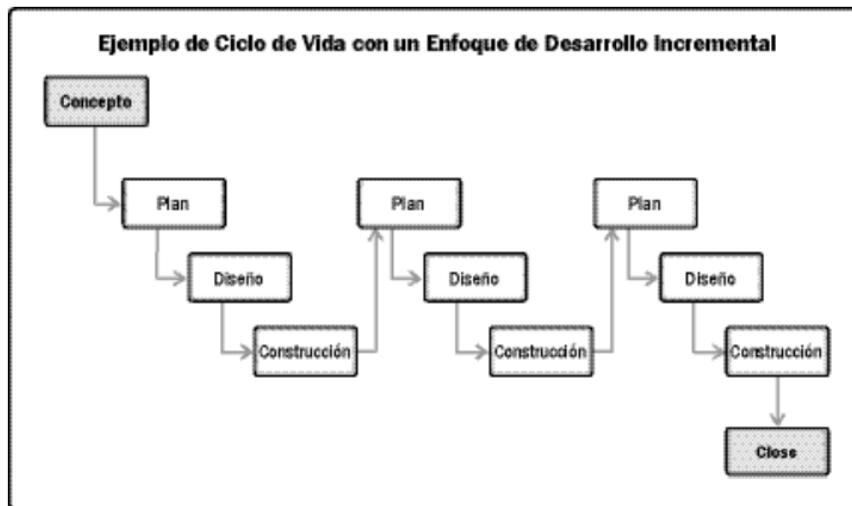 Ejemplo de Ciclo de Vida con un Enfoque de Desarrollo Incremental
Concepto
Plan
Plan
Plan
Diseño
Diseño
Diseño
Construcción
Construcción
Construcción
Close